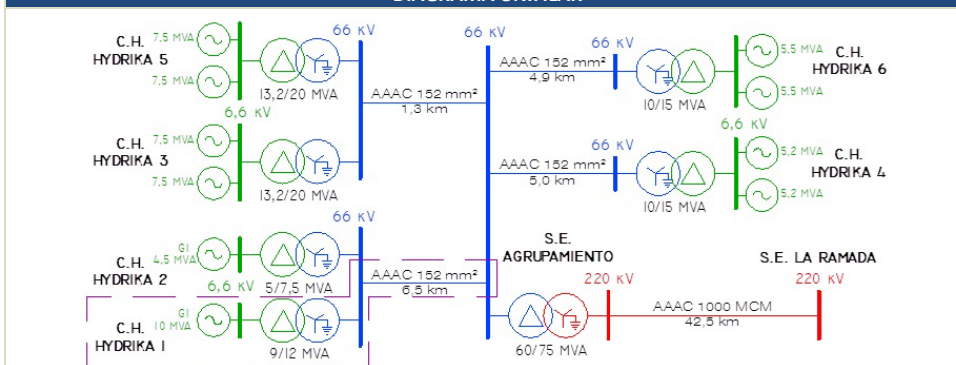 DIAGRAMA UNIFILAR
C.H.
HYDRIKA 5
7,5 MVA
7,5 MVA
13,2/20 MVA
6,6 kV
66 kV
C.H.
HYDRIKA 3
7,5 MVA
7,5 MVA
13,2/20 MVA
AAAC 152 mm²
1,3 km
66 kV
AAAC 152 mm²
4,9 km
66 kV
10/15 MVA
5.5 MVA
5.5 MVA
C.H.
HYDRIKA 6
6,6 kV
AAAC 152 mm²
5,0 km
66 kV
10/15 MVA
5.2 MVA
5.2 MVA
C.H.
HYDRIKA 4
C.H.
HYDRIKA 2
G1
4.5 MVA
6,6 kV
5/7,5 MVA
66 kV
C.H.
HYDRIKA 1
G1
10 MVA
9/12 MVA
AAAC 152 mm²
6,5 km
S.E.
AGRUPAMIENTO
220 kV
60/75 MVA
AAAC 1000 MCM
42,5 km
S.E. LA RAMADA
220 kV